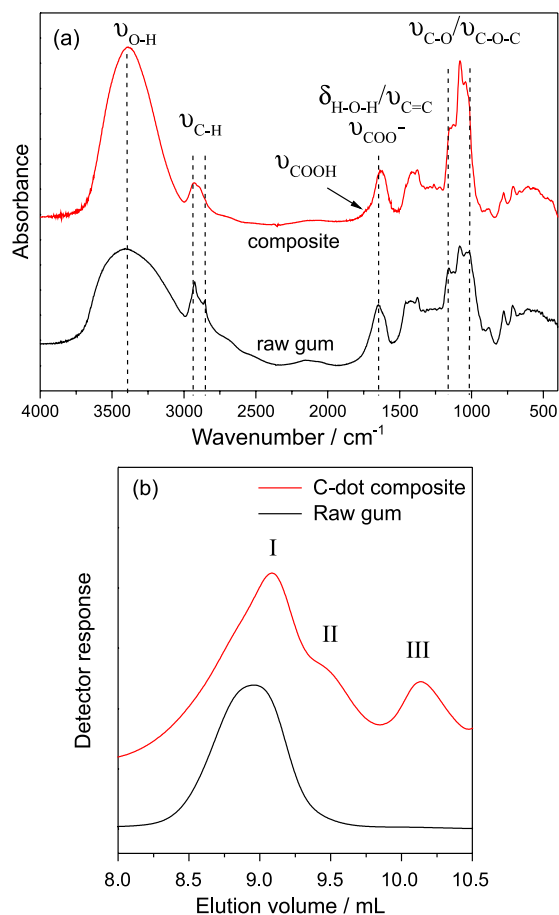 (a)
υO-H
υC-H
υC-O/υC-O-C
δH-O-H/υC=C
υCOO⁻
υCOOH
composite
raw gum
Absorbance
4000 3500 3000 2500 2000 1500 1000 500
Wavenumber / cm⁻¹
(b)
C-dot composite
Raw gum
I
II
III
Detector response
8.0 8.5 9.0 9.5 10.0 10.5
Elution volume / mL